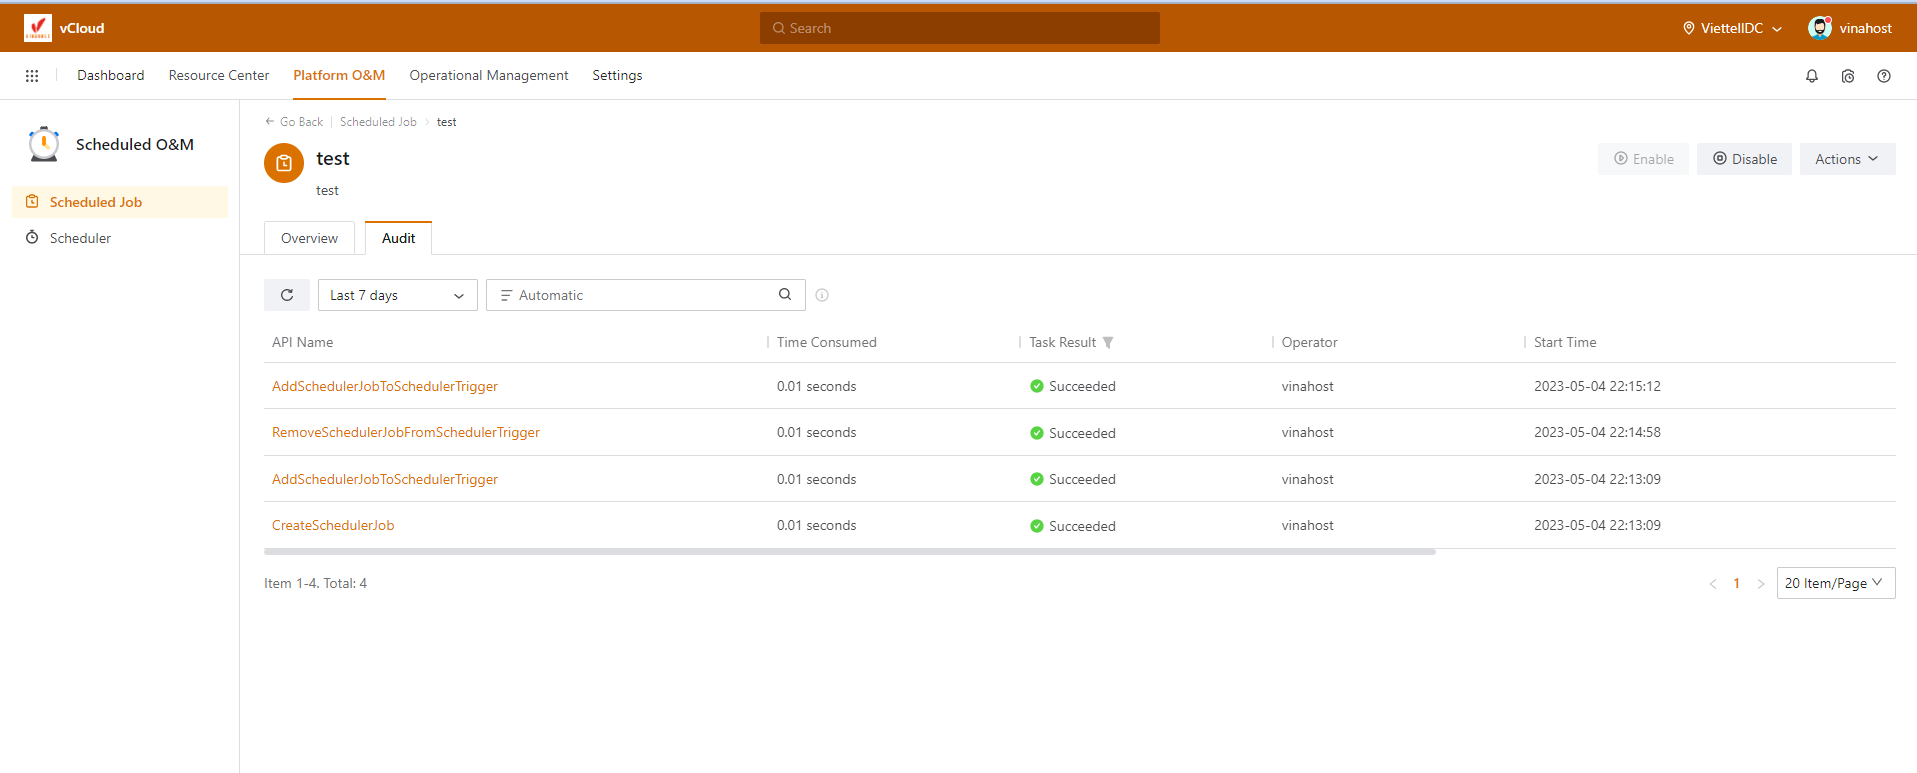 vCloud
Search
ViettelIDC
vinahost
Dashboard
Resource Center
Platform O&M
Operational Management
Settings
Scheduled O&M
Scheduled Job
Scheduler
Go Back
Scheduled Job
test
test
test
Enable
Disable
Actions
Overview
Audit
Last 7 days
Automatic
API Name Time Consumed Task Result Operator Start Time
AddSchedulerJobToSchedulerTrigger 0.01 seconds Succeeded vinahost 2023-05-04 22:15:12
RemoveSchedulerJobFromSchedulerTrigger 0.01 seconds Succeeded vinahost 2023-05-04 22:14:58
AddSchedulerJobToSchedulerTrigger 0.01 seconds Succeeded vinahost 2023-05-04 22:13:09
CreateSchedulerJob 0.01 seconds Succeeded vinahost 2023-05-04 22:13:09
Item 1-4. Total: 4
1
20 Item/Page